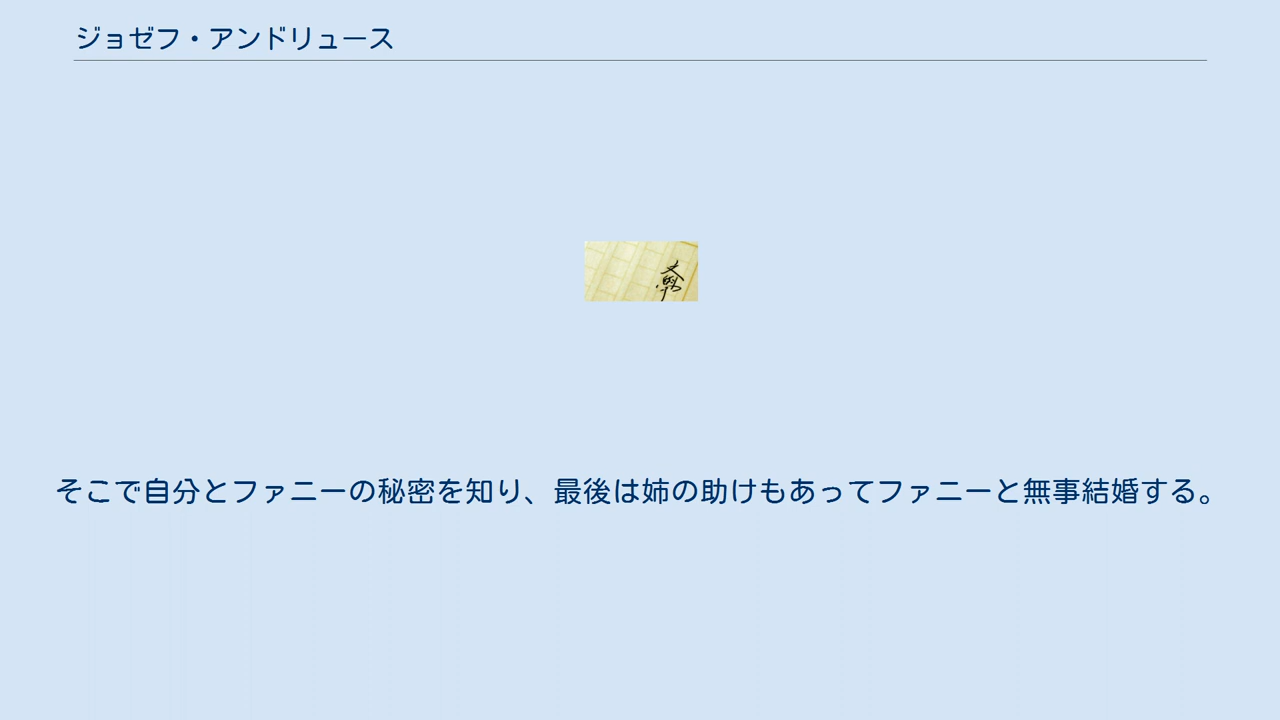 ジョゼフ・アンドリュース
そこで自分とファニーの秘密を知り、最後は姉の助けもあってファニーと無事結婚する。